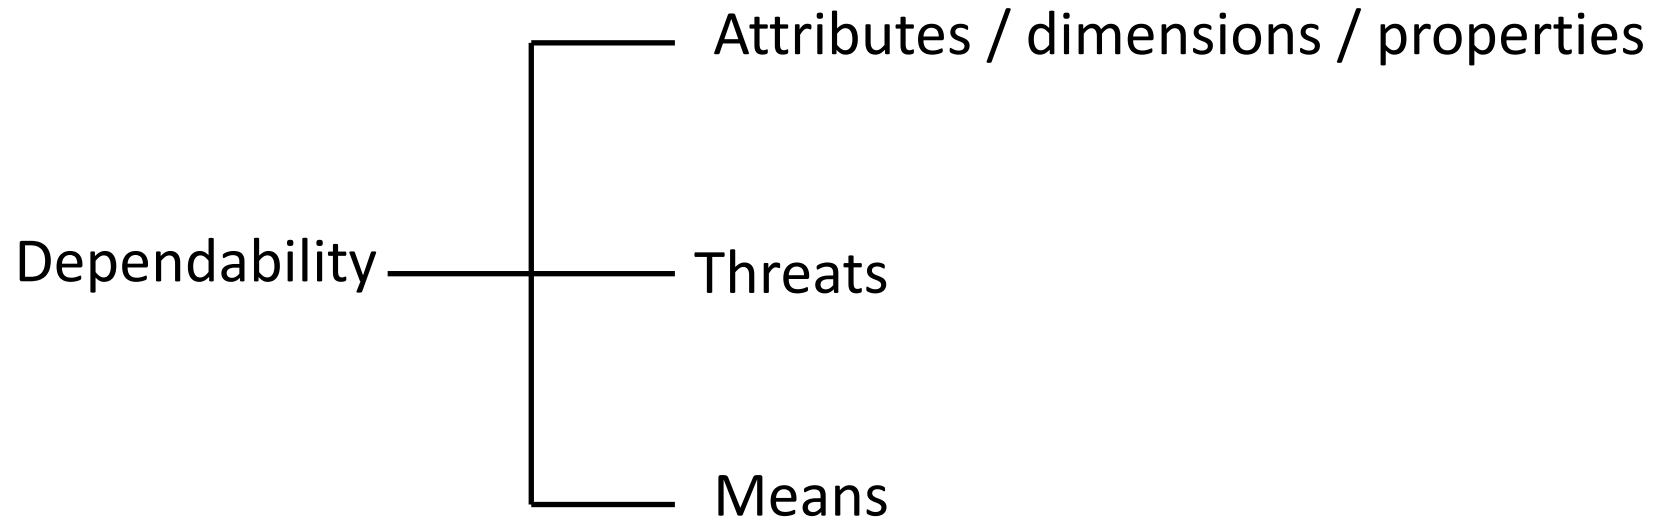 Attributes / dimensions / properties
Dependability
Threats
Means